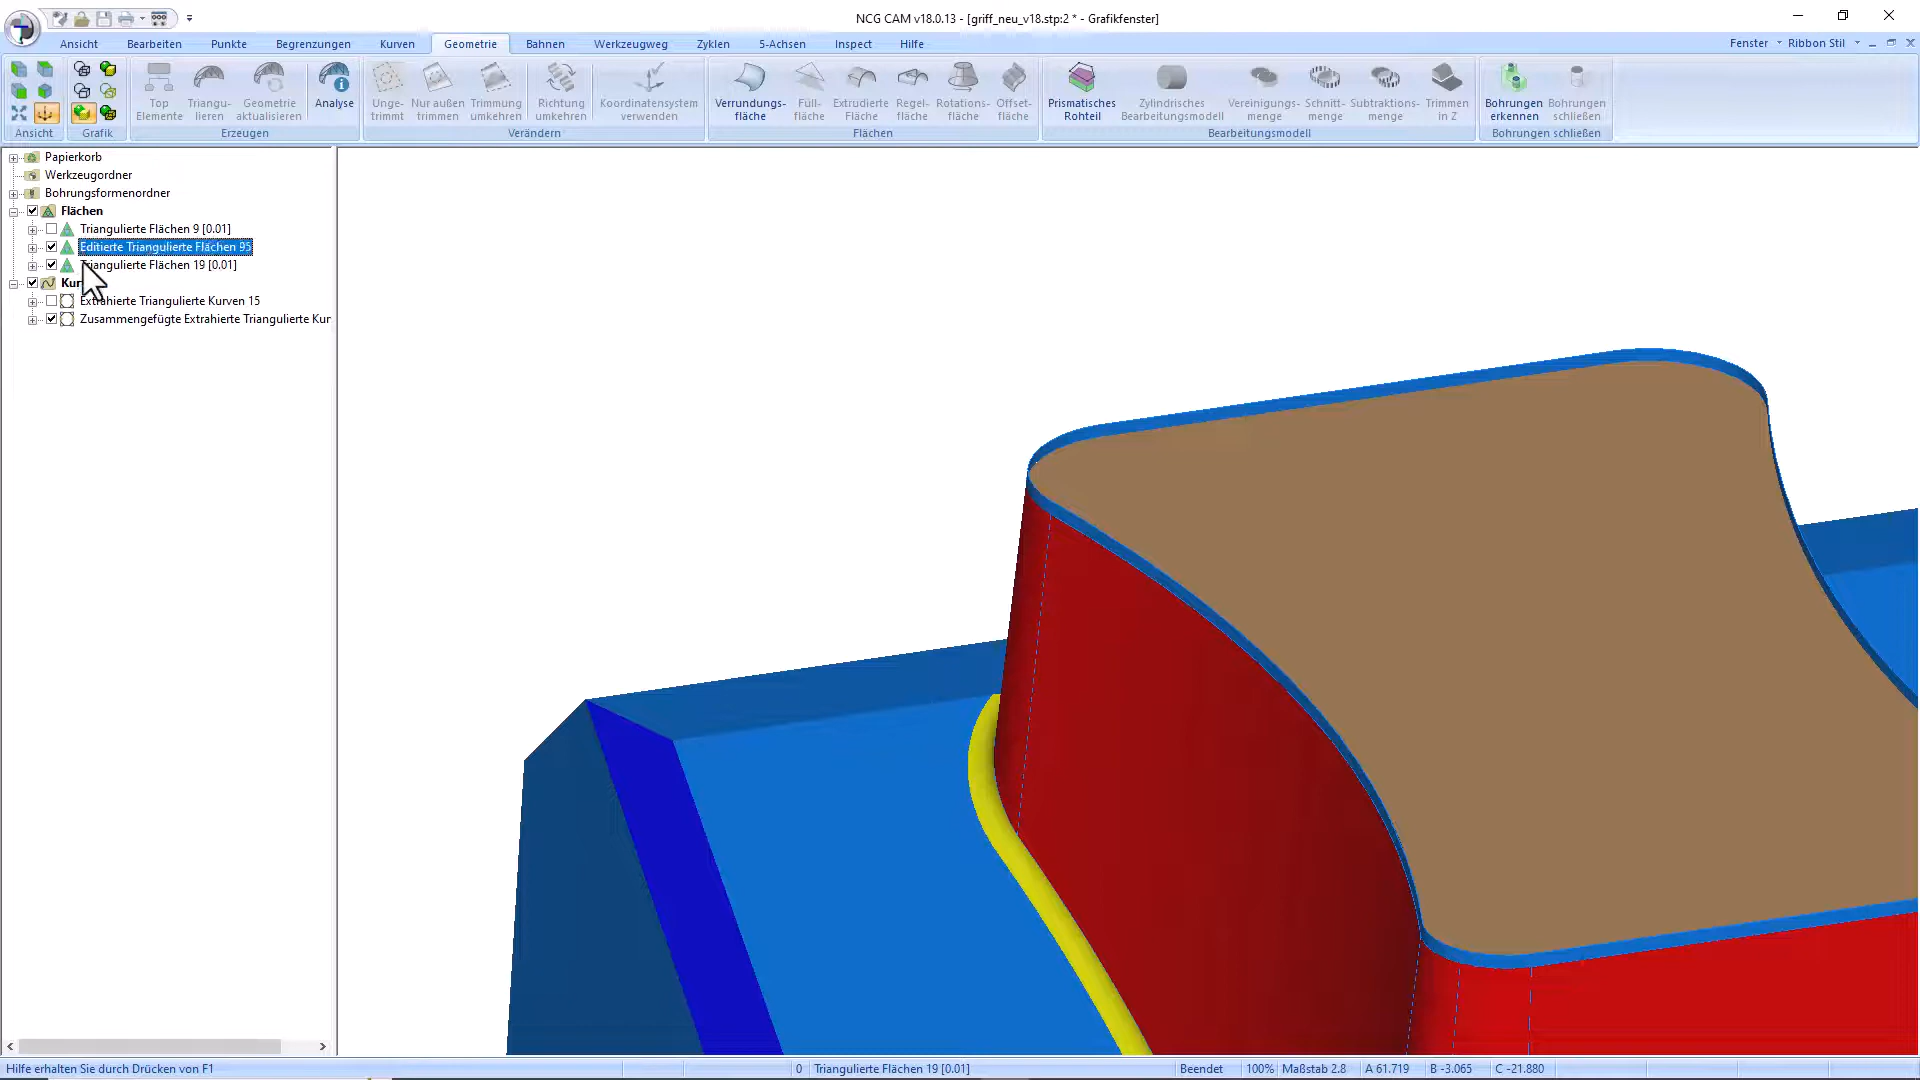 NCG CAM v18.0.13 - [griff_neu_v18.stp:2 * - Grafikfenster]
Ansicht Bearbeiten Punkte Begrenzungen Kurven Geometrie Bahnen Werkzeugweg Zyklen 5-Achsen Inspect Hilfe Fenster Ribbon Stil
Top Elemente
Triangu-lieren
Geometrie aktualisieren
Analyse
Unge-trimmt
Nur außen trimmen
Trimmung umkehren
Richtung umkehren
Koordinatensystem verwenden
Verrundungs-fläche
Füll-fläche
Extrudierte Fläche
Regel-fläche
Rotations-fläche
Offset-fläche
Prismatisches Rohteil
Zylindrisches Bearbeitungsmodell
Vereinigungs-menge
Schnitt-menge
Subtraktions-menge
Trimmen in Z
Bohrungen erkennen
Bohrungen schließen
Ansicht Grafik Erzeugen Verändern Flächen Bearbeitungsmodell Bohrungen schließen
Papierkorb
Werkzeugordner
Bohrungsformenordner
Flächen
Triangulierte Flächen 9 [0.01]
Editierte Triangulierte Flächen 95
Triangulierte Flächen 19 [0.01]
Kur
Extrahierte Triangulierte Kurven 15
Zusammengefügte Extrahierte Triangulierte Kur
Hilfe erhalten Sie durch Drücken von F1 0 Triangulierte Flächen 19 [0.01] Beendet 100% Maßstab 2.8 A 61.719 B -3.065 C -21.880